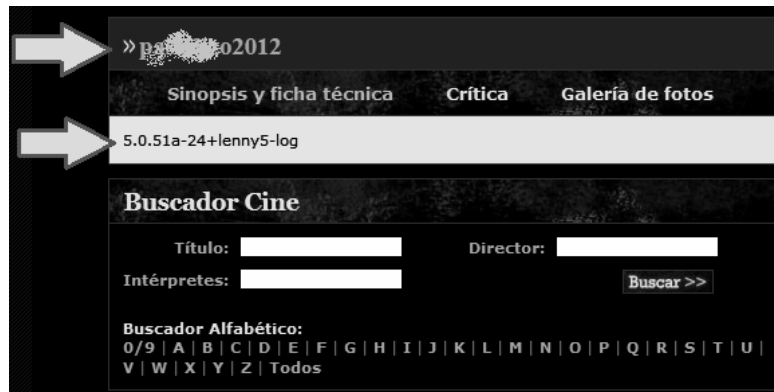 »
Sinopsis y ficha técnica Crítica Galería de fotos
5.0.51a-24+lenny5-log
Buscador Cine
Título: Director:
Intérpretes: Buscar >>
Buscador Alfabético:
0/9 | A | B | C | D | E | F | G | H | I | J | K | L | M | N | O | P | Q | R | S | T | U |
V | W | X | Y | Z | Todos